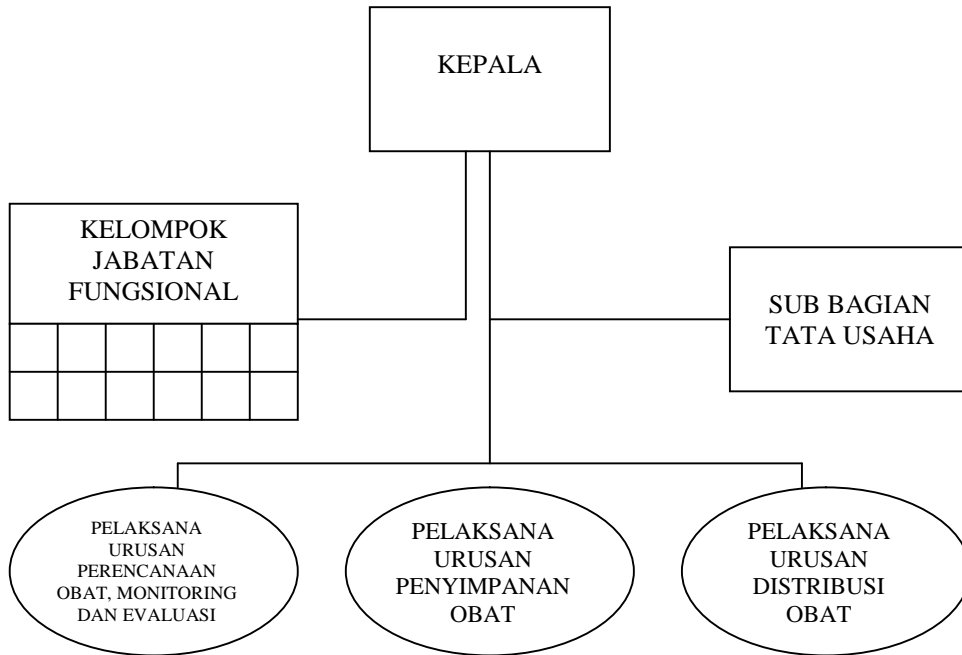 KEPALA
KELOMPOK
JABATAN
FUNGSIONAL
SUB BAGIAN
TATA USAHA
PELAKSANA
URUSAN
PERENCANAAN
OBAT, MONITORING
DAN EVALUASI
PELAKSANA
URUSAN
PENYIMPANAN
OBAT
PELAKSANA
URUSAN
DISTRIBUSI
OBAT